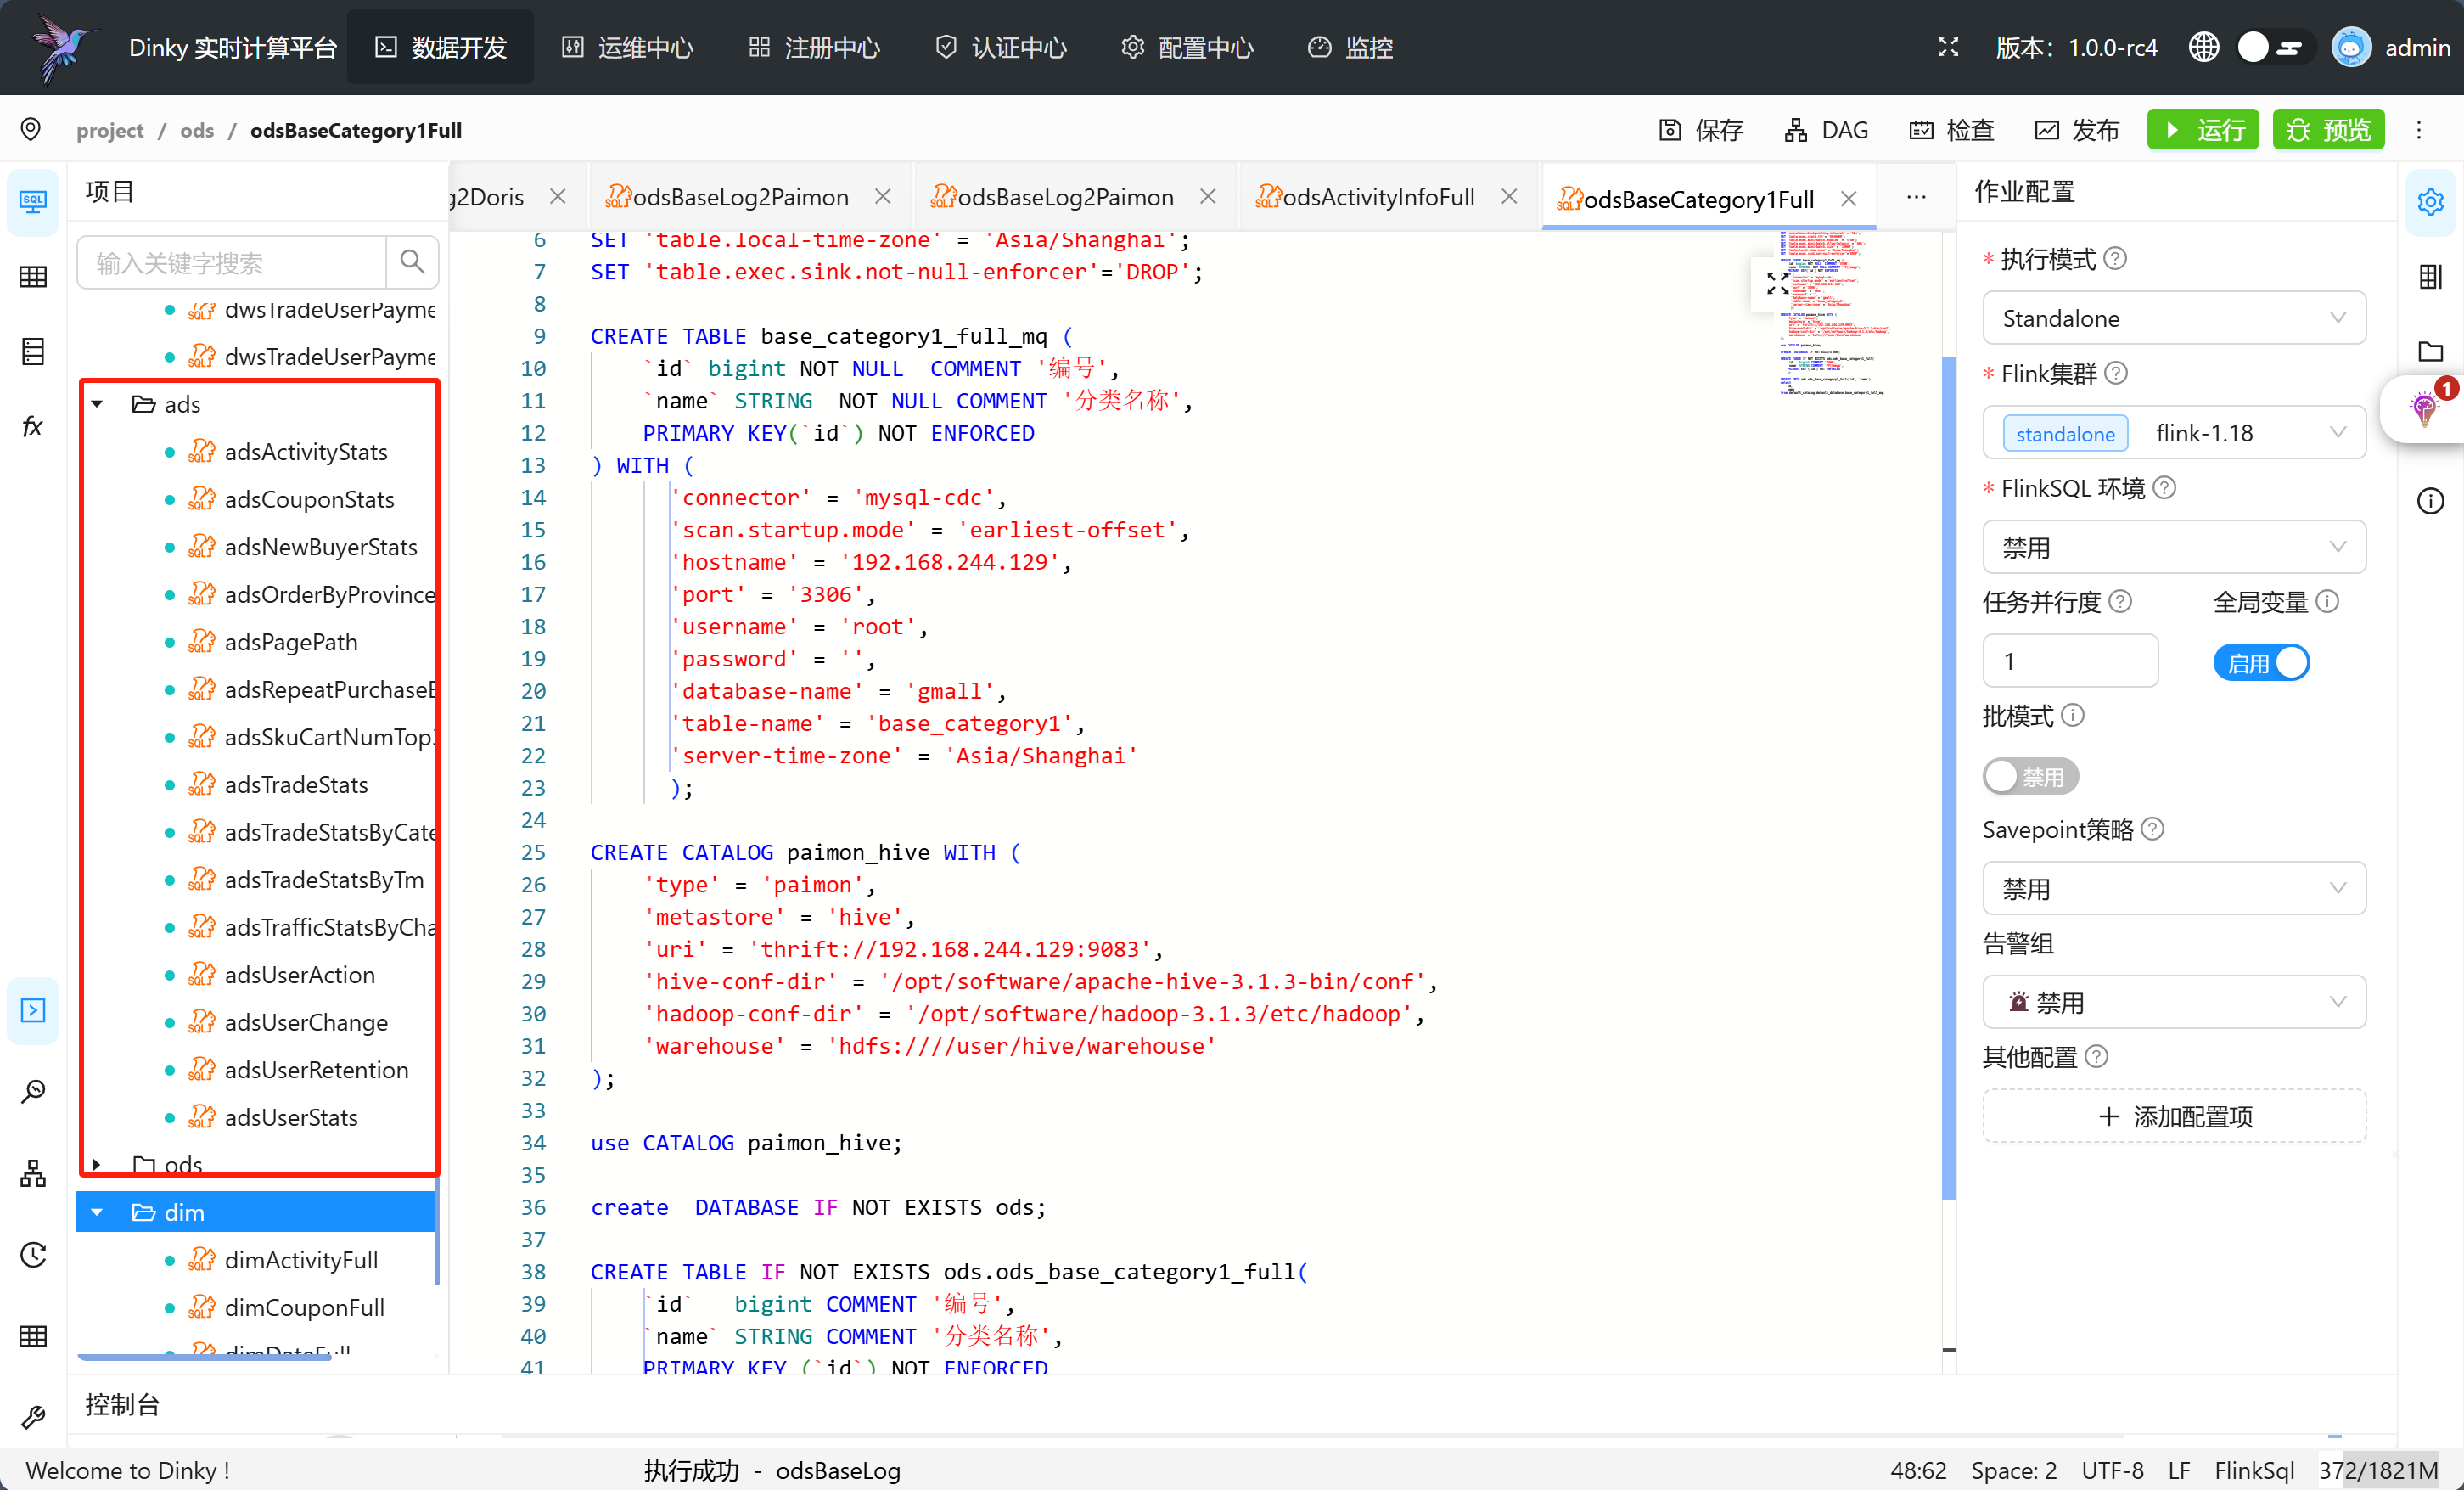 Dinky 实时计算平台 数据开发 运维中心 注册中心 认证中心 配置中心 监控 版本：1.0.0-rc4 admin
project / ods / odsBaseCategory1Full 保存 DAG 检查 发布 运行 预览
项目
输入关键字搜索
dwsTradeUserPayme
dwsTradeUserPayme
ads
adsActivityStats
adsCouponStats
adsNewBuyerStats
adsOrderByProvince
adsPagePath
adsRepeatPurchaseB
adsSkuCartNumTop3
adsTradeStats
adsTradeStatsByCate
adsTradeStatsByTm
adsTrafficStatsByCha
adsUserAction
adsUserChange
adsUserRetention
adsUserStats
ods
dim
dimActivityFull
dimCouponFull
dimDateFull
g2Doris odsBaseLog2Paimon odsBaseLog2Paimon odsActivityInfoFull odsBaseCategory1Full ···
6 SET 'table.local-time-zone' = 'Asia/Shanghai';
7 SET 'table.exec.sink.not-null-enforcer'='DROP';
8
9 CREATE TABLE base_category1_full_mq (
10 `id` bigint NOT NULL  COMMENT '编号',
11 `name` STRING  NOT NULL COMMENT '分类名称',
12 PRIMARY KEY(`id`) NOT ENFORCED
13 ) WITH (
14 'connector' = 'mysql-cdc',
15 'scan.startup.mode' = 'earliest-offset',
16 'hostname' = '192.168.244.129',
17 'port' = '3306',
18 'username' = 'root',
19 'password' = '',
20 'database-name' = 'gmall',
21 'table-name' = 'base_category1',
22 'server-time-zone' = 'Asia/Shanghai'
23 );
24
25 CREATE CATALOG paimon_hive WITH (
26 'type' = 'paimon',
27 'metastore' = 'hive',
28 'uri' = 'thrift://192.168.244.129:9083',
29 'hive-conf-dir' = '/opt/software/apache-hive-3.1.3-bin/conf',
30 'hadoop-conf-dir' = '/opt/software/hadoop-3.1.3/etc/hadoop',
31 'warehouse' = 'hdfs:////user/hive/warehouse'
32 );
33
34 use CATALOG paimon_hive;
35
36 create  DATABASE IF NOT EXISTS ods;
37
38 CREATE TABLE IF NOT EXISTS ods.ods_base_category1_full(
39 `id`   bigint COMMENT '编号',
40 `name` STRING COMMENT '分类名称',
41 PRIMARY KEY (`id`) NOT ENFORCED
作业配置
* 执行模式
Standalone
* Flink集群
standalone flink-1.18
1
* FlinkSQL 环境
禁用
任务并行度 全局变量
1 启用
批模式
禁用
Savepoint策略
禁用
告警组
禁用
其他配置
+ 添加配置项
控制台
Welcome to Dinky ! 执行成功 - odsBaseLog 48:62 Space: 2 UTF-8 LF FlinkSql 372/1821M